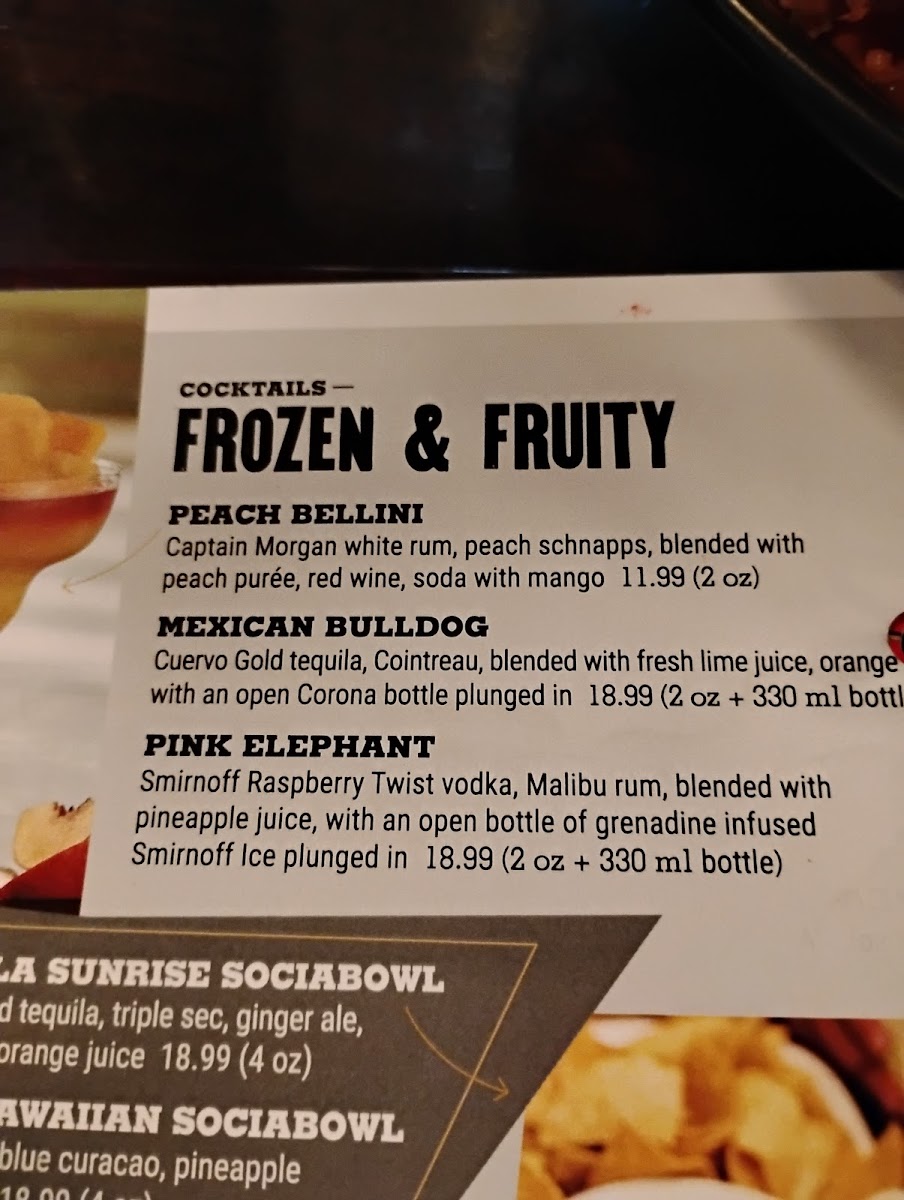 COCKTAILS —
FROZEN & FRUITY
PEACH BELLINI
Captain Morgan white rum, peach schnapps, blended with
peach purée, red wine, soda with mango 11.99 (2 oz)
MEXICAN BULLDOG
Cuervo Gold tequila, Cointreau, blended with fresh lime juice, orange
with an open Corona bottle plunged in 18.99 (2 oz + 330 ml bottl
PINK ELEPHANT
Smirnoff Raspberry Twist vodka, Malibu rum, blended with
pineapple juice, with an open bottle of grenadine infused
Smirnoff Ice plunged in 18.99 (2 oz + 330 ml bottle)
LA SUNRISE SOCIABOWL
d tequila, triple sec, ginger ale,
orange juice 18.99 (4 oz)
AWAIIAN SOCIABOWL
blue curacao, pineapple